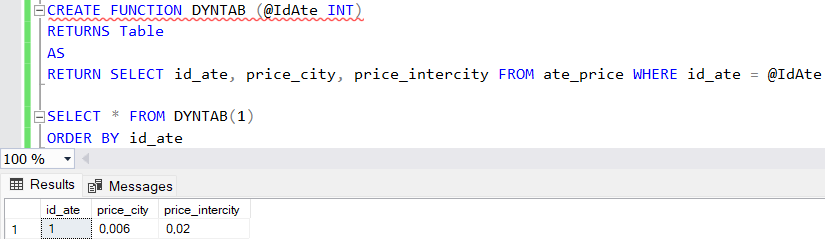 CREATE FUNCTION DYNTAB (@IdAte INT)
RETURNS Table
AS
RETURN SELECT id_ate, price_city, price_intercity FROM ate_price WHERE id_ate = @IdAte
SELECT * FROM DYNTAB(1)
ORDER BY id_ate
100 %
Results Messages
id_ate price_city price_intercity
1 1 0,006 0,02